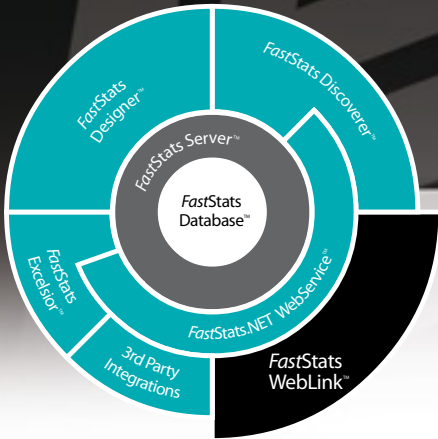 FastStats
Designer™
FastStats Discoverer™
FastStats Server™
FastStats
Database™
FastStats
Excelsior™
FastStats.NET WebService™
3rd Party
Integrations
FastStats
WebLink™